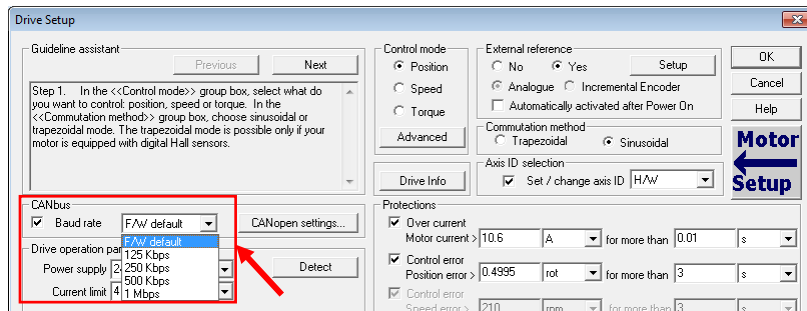 Drive Setup
Guideline assistant
Previous
Next
Step 1. In the <<Control mode>> group box, select what do
you want to control: position, speed or torque. In the
<<Commutation method>> group box, choose sinusoidal or
trapezoidal mode. The trapezoidal mode is possible only if your
motor is equipped with digital Hall sensors.
Control mode
Position
Speed
Torque
Advanced
External reference
No
Yes
Setup
Analogue
Incremental Encoder
Automatically activated after Power On
Commutation method
Trapezoidal
Sinusoidal
OK
Cancel
Help
Motor
Setup
Drive Info
Axis ID selection
Set / change axis ID
H/W
CANbus
Baud rate
F/W default
CANopen settings...
F/W default
125 Kbps
250 Kbps
500 Kbps
1 Mbps
Drive operation par
Power supply
Detect
Current limit
4
Protections
Over current
Motor current >
10.6
A
for more than
0.01
s
Control error
Position error >
0.4995
rot
for more than
3
s
Control error
Speed error >
210
rpm
for more than
3
s